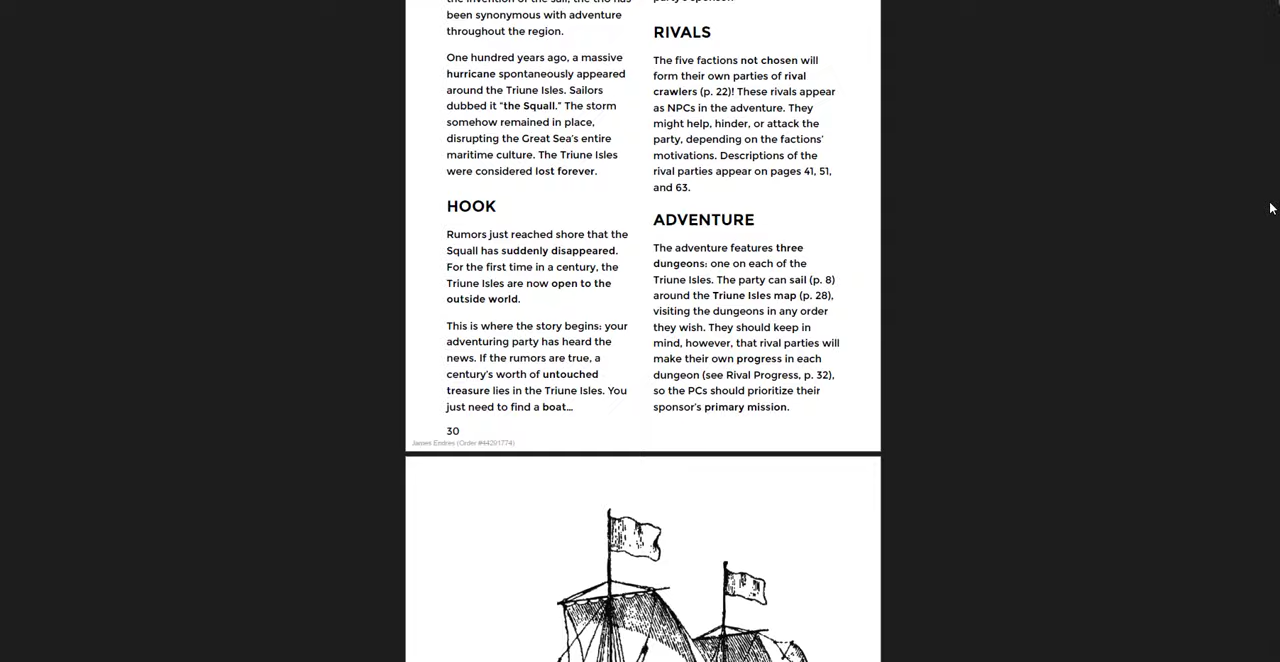 been synonymous with adventure
throughout the region.
One hundred years ago, a massive
hurricane spontaneously appeared
around the Triune Isles. Sailors
dubbed it “the Squall.” The storm
somehow remained in place,
disrupting the Great Sea’s entire
maritime culture. The Triune Isles
were considered lost forever.
HOOK
Rumors just reached shore that the
Squall has suddenly disappeared.
For the first time in a century, the
Triune Isles are now open to the
outside world.
This is where the story begins: your
adventuring party has heard the
news. If the rumors are true, a
century’s worth of untouched
treasure lies in the Triune Isles. You
just need to find a boat…
30
James Endres (Order #44291774)
RIVALS
The five factions not chosen will
form their own parties of rival
crawlers (p. 22)! These rivals appear
as NPCs in the adventure. They
might help, hinder, or attack the
party, depending on the factions’
motivations. Descriptions of the
rival parties appear on pages 41, 51,
and 63.
ADVENTURE
The adventure features three
dungeons: one on each of the
Triune Isles. The party can sail (p. 8)
around the Triune Isles map (p. 28),
visiting the dungeons in any order
they wish. They should keep in
mind, however, that rival parties will
make their own progress in each
dungeon (see Rival Progress, p. 32),
so the PCs should prioritize their
sponsor’s primary mission.